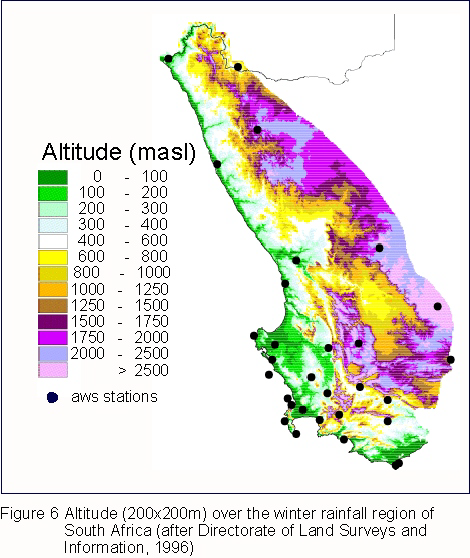 Altitude (masl)
0 - 100
100 - 200
200 - 300
300 - 400
400 - 600
600 - 800
800 - 1000
1000 - 1250
1250 - 1500
1500 - 1750
1750 - 2000
2000 - 2500
> 2500
aws stations
Figure 6 Altitude (200x200m) over the winter rainfall region of
South Africa (after Directorate of Land Surveys and
Information, 1996)